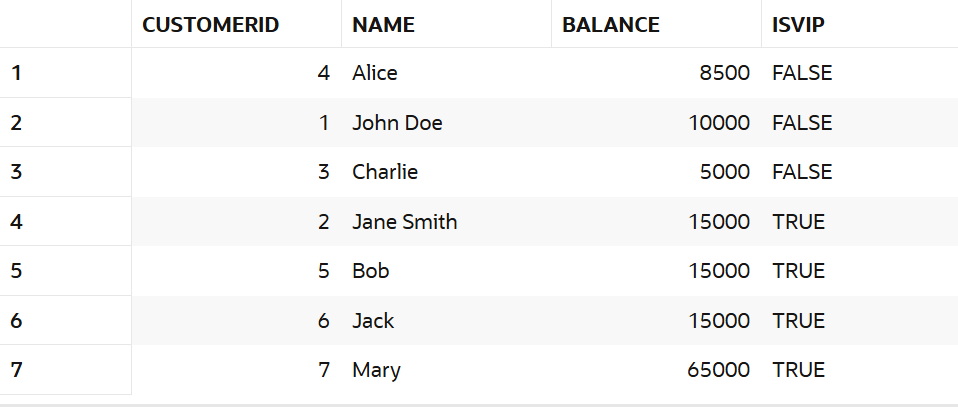 CUSTOMERID NAME BALANCE ISVIP
1 4 Alice 8500 FALSE
2 1 John Doe 10000 FALSE
3 3 Charlie 5000 FALSE
4 2 Jane Smith 15000 TRUE
5 5 Bob 15000 TRUE
6 6 Jack 15000 TRUE
7 7 Mary 65000 TRUE